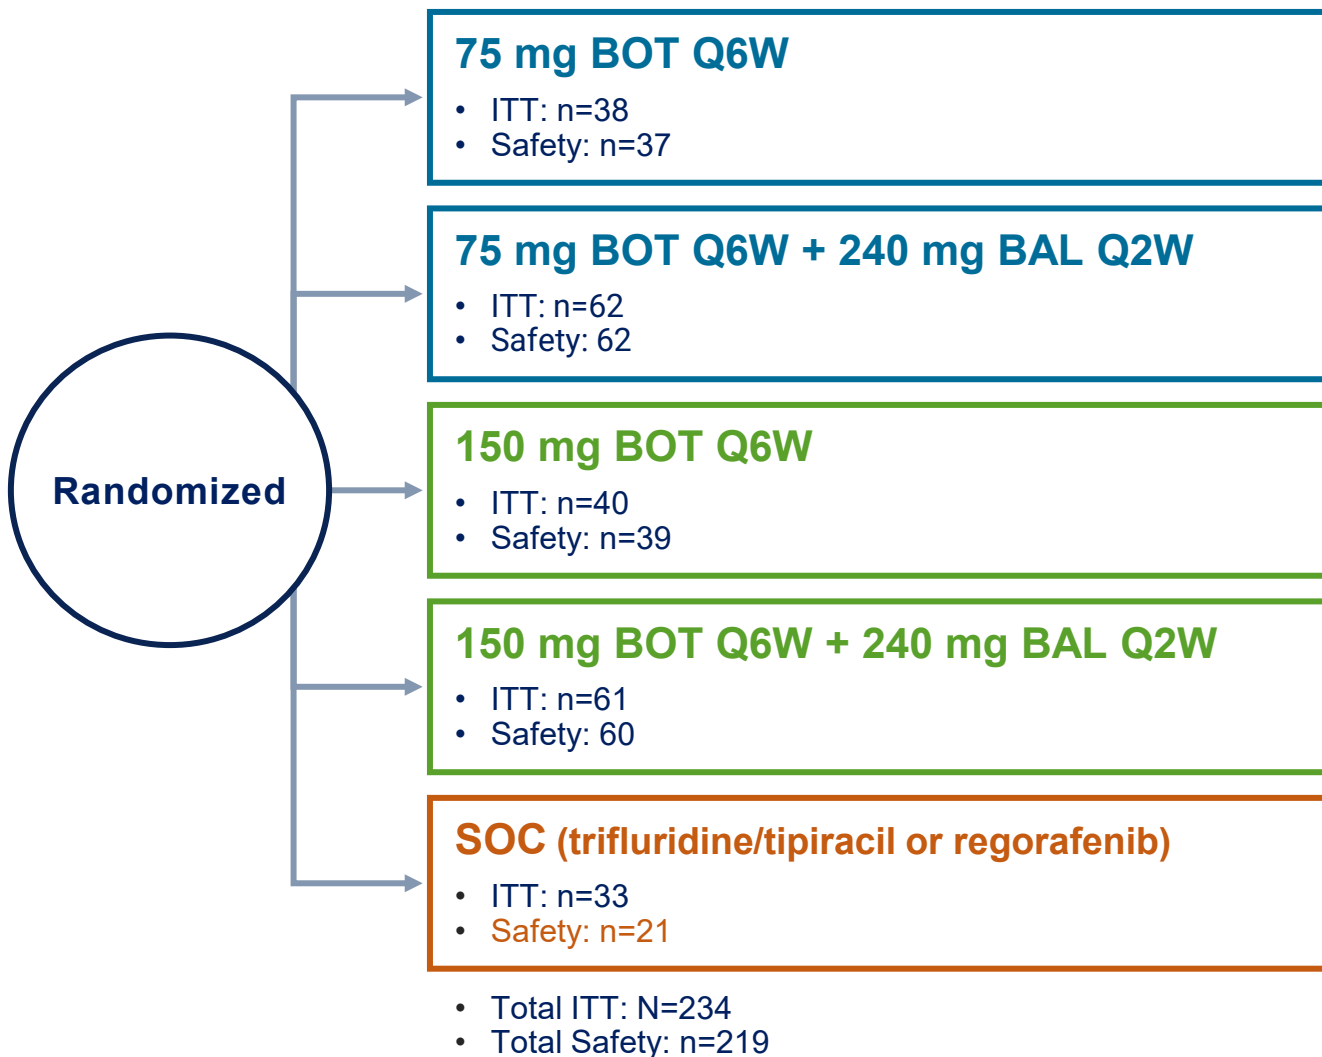 75 mg BOT Q6W
• ITT: n=38
• Safety: n=37
75 mg BOT Q6W + 240 mg BAL Q2W
• ITT: n=62
• Safety: 62
Randomized
150 mg BOT Q6W
• ITT: n=40
• Safety: n=39
150 mg BOT Q6W + 240 mg BAL Q2W
• ITT: n=61
• Safety: 60
SOC (trifluridine/tipiracil or regorafenib)
• ITT: n=33
• Safety: n=21
• Total ITT: N=234
• Total Safety: n=219